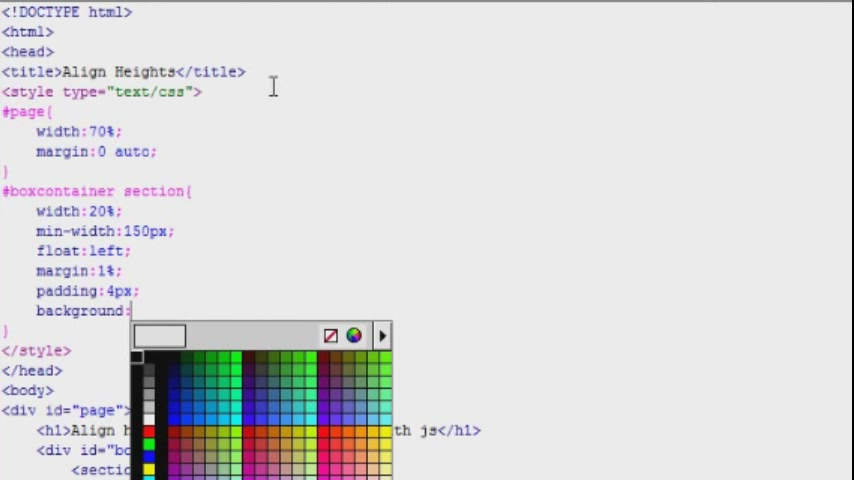 <!DOCTYPE html>
<html>
<head>
<title>Align Heights</title>
<style type="text/css">
#page{
width:70%;
margin:0 auto;
}
#boxcontainer section{
width:20%;
min-width:150px;
float:left;
margin:1%;
padding:4px;
background:
}
</style>
</head>
<body>
<div id="page">
<h1>Align h th js</h1>
<div id="bo
<sectio